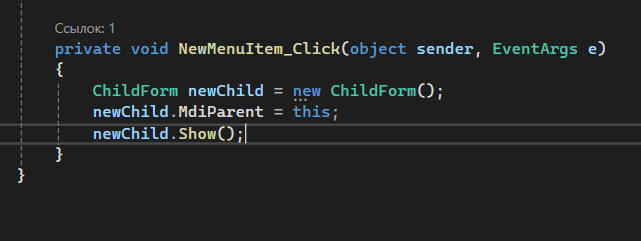 Ссылок: 1
private void NewMenuItem_Click(object sender, EventArgs e)
{
ChildForm newChild = new ChildForm();
newChild.MdiParent = this;
newChild.Show();
}
}